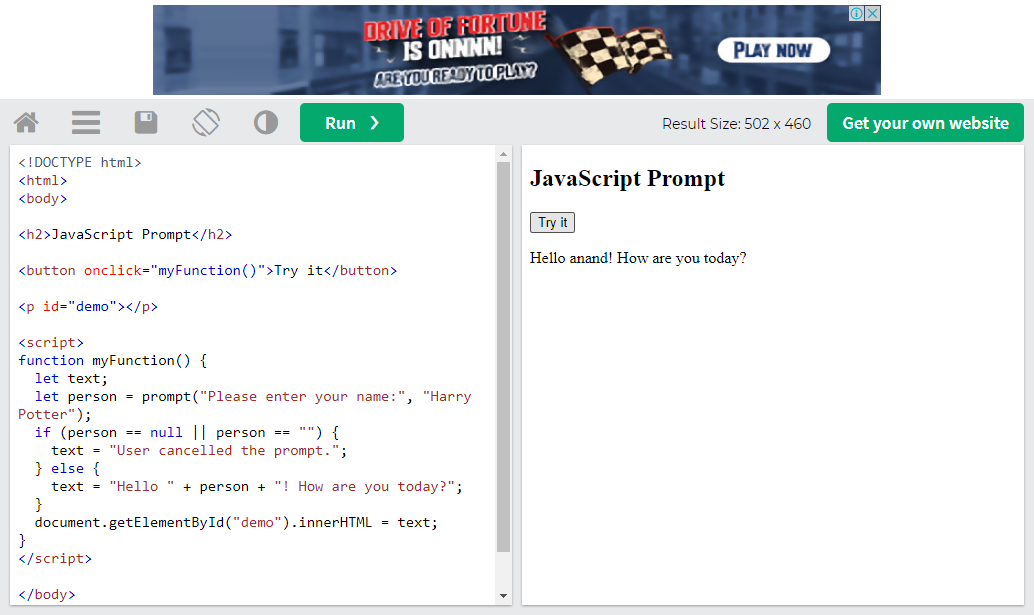 DRIVE OF FORTUNE
IS ONNNN!
ARE YOU READY TO PLAY?
PLAY NOW
Run ❯
Result Size: 502 x 460
Get your own website
<!DOCTYPE html>
<html>
<body>
<h2>JavaScript Prompt</h2>
<button onclick="myFunction()">Try it</button>
<p id="demo"></p>
<script>
function myFunction() {
  let text;
  let person = prompt("Please enter your name:", "Harry
Potter");
  if (person == null || person == "") {
    text = "User cancelled the prompt.";
  } else {
    text = "Hello " + person + "! How are you today?";
  }
  document.getElementById("demo").innerHTML = text;
}
</script>
</body>
JavaScript Prompt
Try it
Hello anand! How are you today?